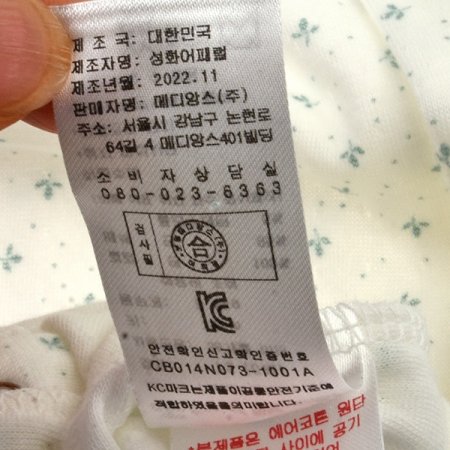 제 조 국: 대한민국
제조자명: 성화어패럴
제조년월: 2022.11
판매자명: 메디앙스(주)
주소: 서울시 강남구 논현로
64길 4 메디앙스401빌딩
소 비 자 상 담 실
080-023-6363
검사필
合
KC
안전확인신고확인증번호
CB014N073-1001A
KC마크는제품이공통안전기준에
적합하였음을의미합니다
본제품은 에어코튼 원단
사이에 공기